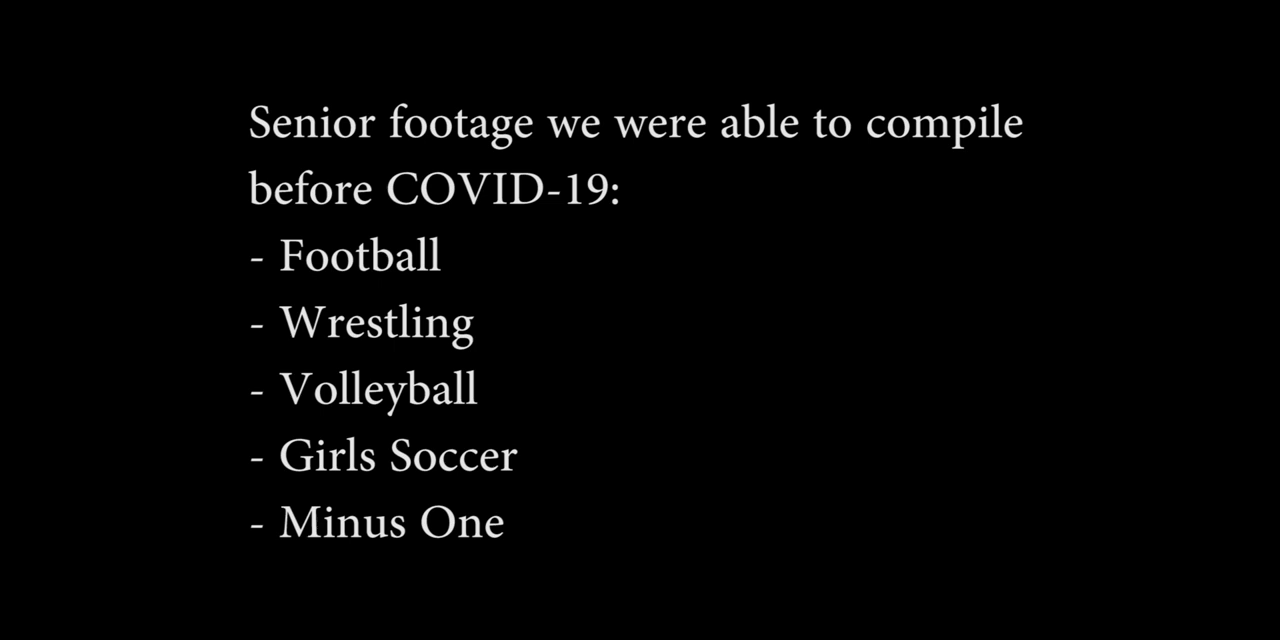 Senior footage we were able to compile
before COVID-19:
- Football
- Wrestling
- Volleyball
- Girls Soccer
- Minus One